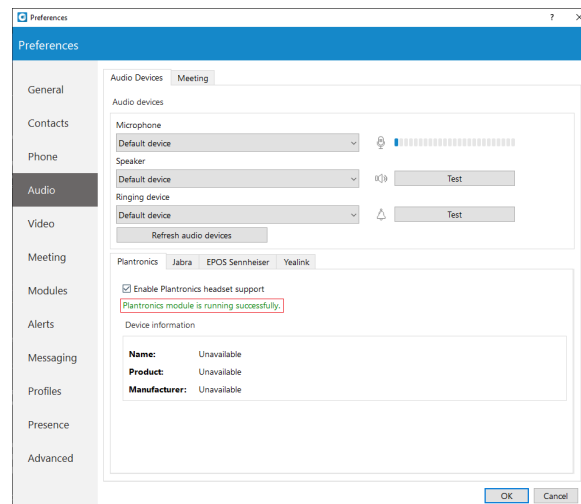 Preferences
?
Preferences
General
Contacts
Phone
Audio
Video
Meeting
Modules
Alerts
Messaging
Profiles
Presence
Advanced
Audio Devices Meeting
Audio devices
Microphone
Default device
Speaker
Default device
Test
Ringing device
Default device
Test
Refresh audio devices
Plantronics Jabra EPOS Sennheiser Yealink
Enable Plantronics headset support
Plantronics module is running successfully.
Device information
Name: Unavailable
Product: Unavailable
Manufacturer: Unavailable
OK Cancel